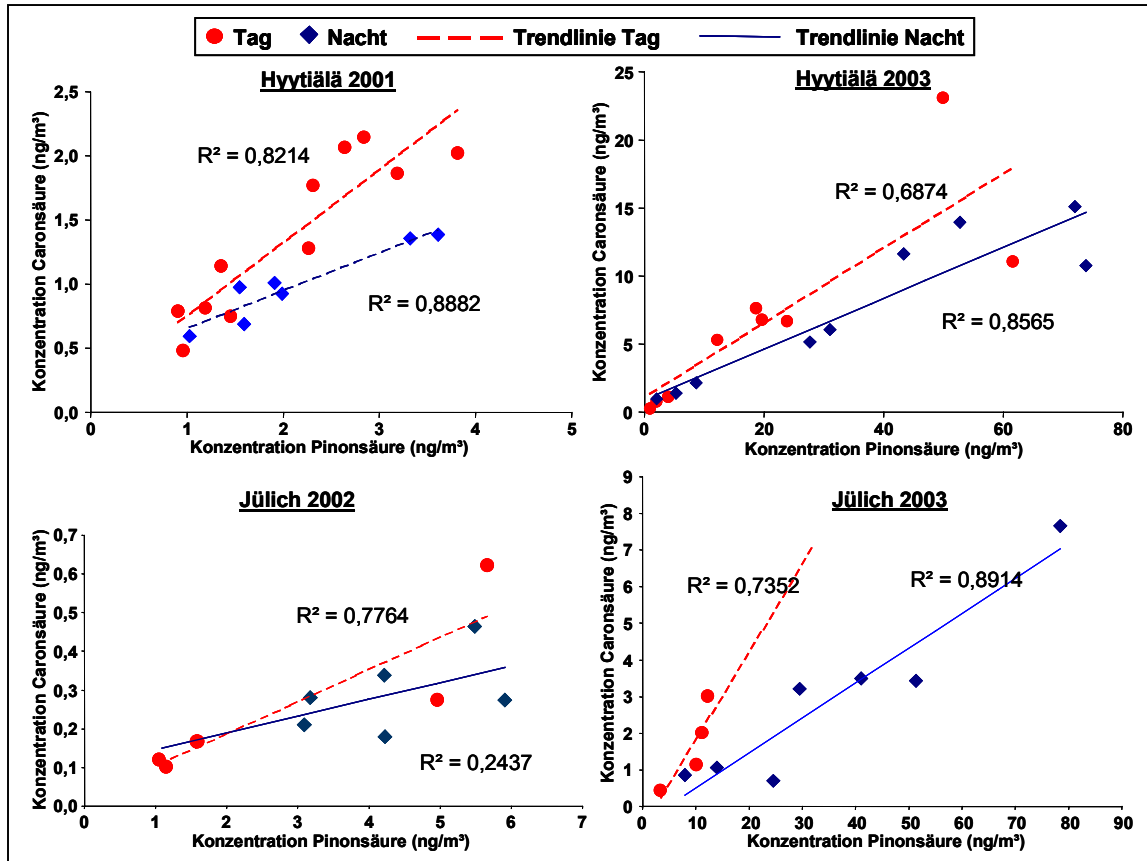 Tag Nacht Trendlinie Tag Trendlinie Nacht
Hyytiälä 2001
Konzentration Caronsäure (ng/m³)
2,5
2,0
1,5
1,0
0,5
0,0
R² = 0,8214
R² = 0,8882
0 1 2 3 4 5
Konzentration Pinonsäure (ng/m³)
Hyytiälä 2003
Konzentration Caronsäure (ng/m³)
25
20
15
10
5
0
R² = 0,6874
R² = 0,8565
0 20 40 60 80
Konzentration Pinonsäure (ng/m³)
Jülich 2002
Konzentration Caronsäure (ng/m³)
0,7
0,6
0,5
0,4
0,3
0,2
0,1
0,0
R² = 0,7764
R² = 0,2437
0 1 2 3 4 5 6 7
Konzentration Pinonsäure (ng/m³)
Jülich 2003
Konzentration Caronsäure (ng/m³)
9
8
7
6
5
4
3
2
1
0
R² = 0,7352
R² = 0,8914
0 10 20 30 40 50 60 70 80 90
Konzentration Pinonsäure (ng/m³)